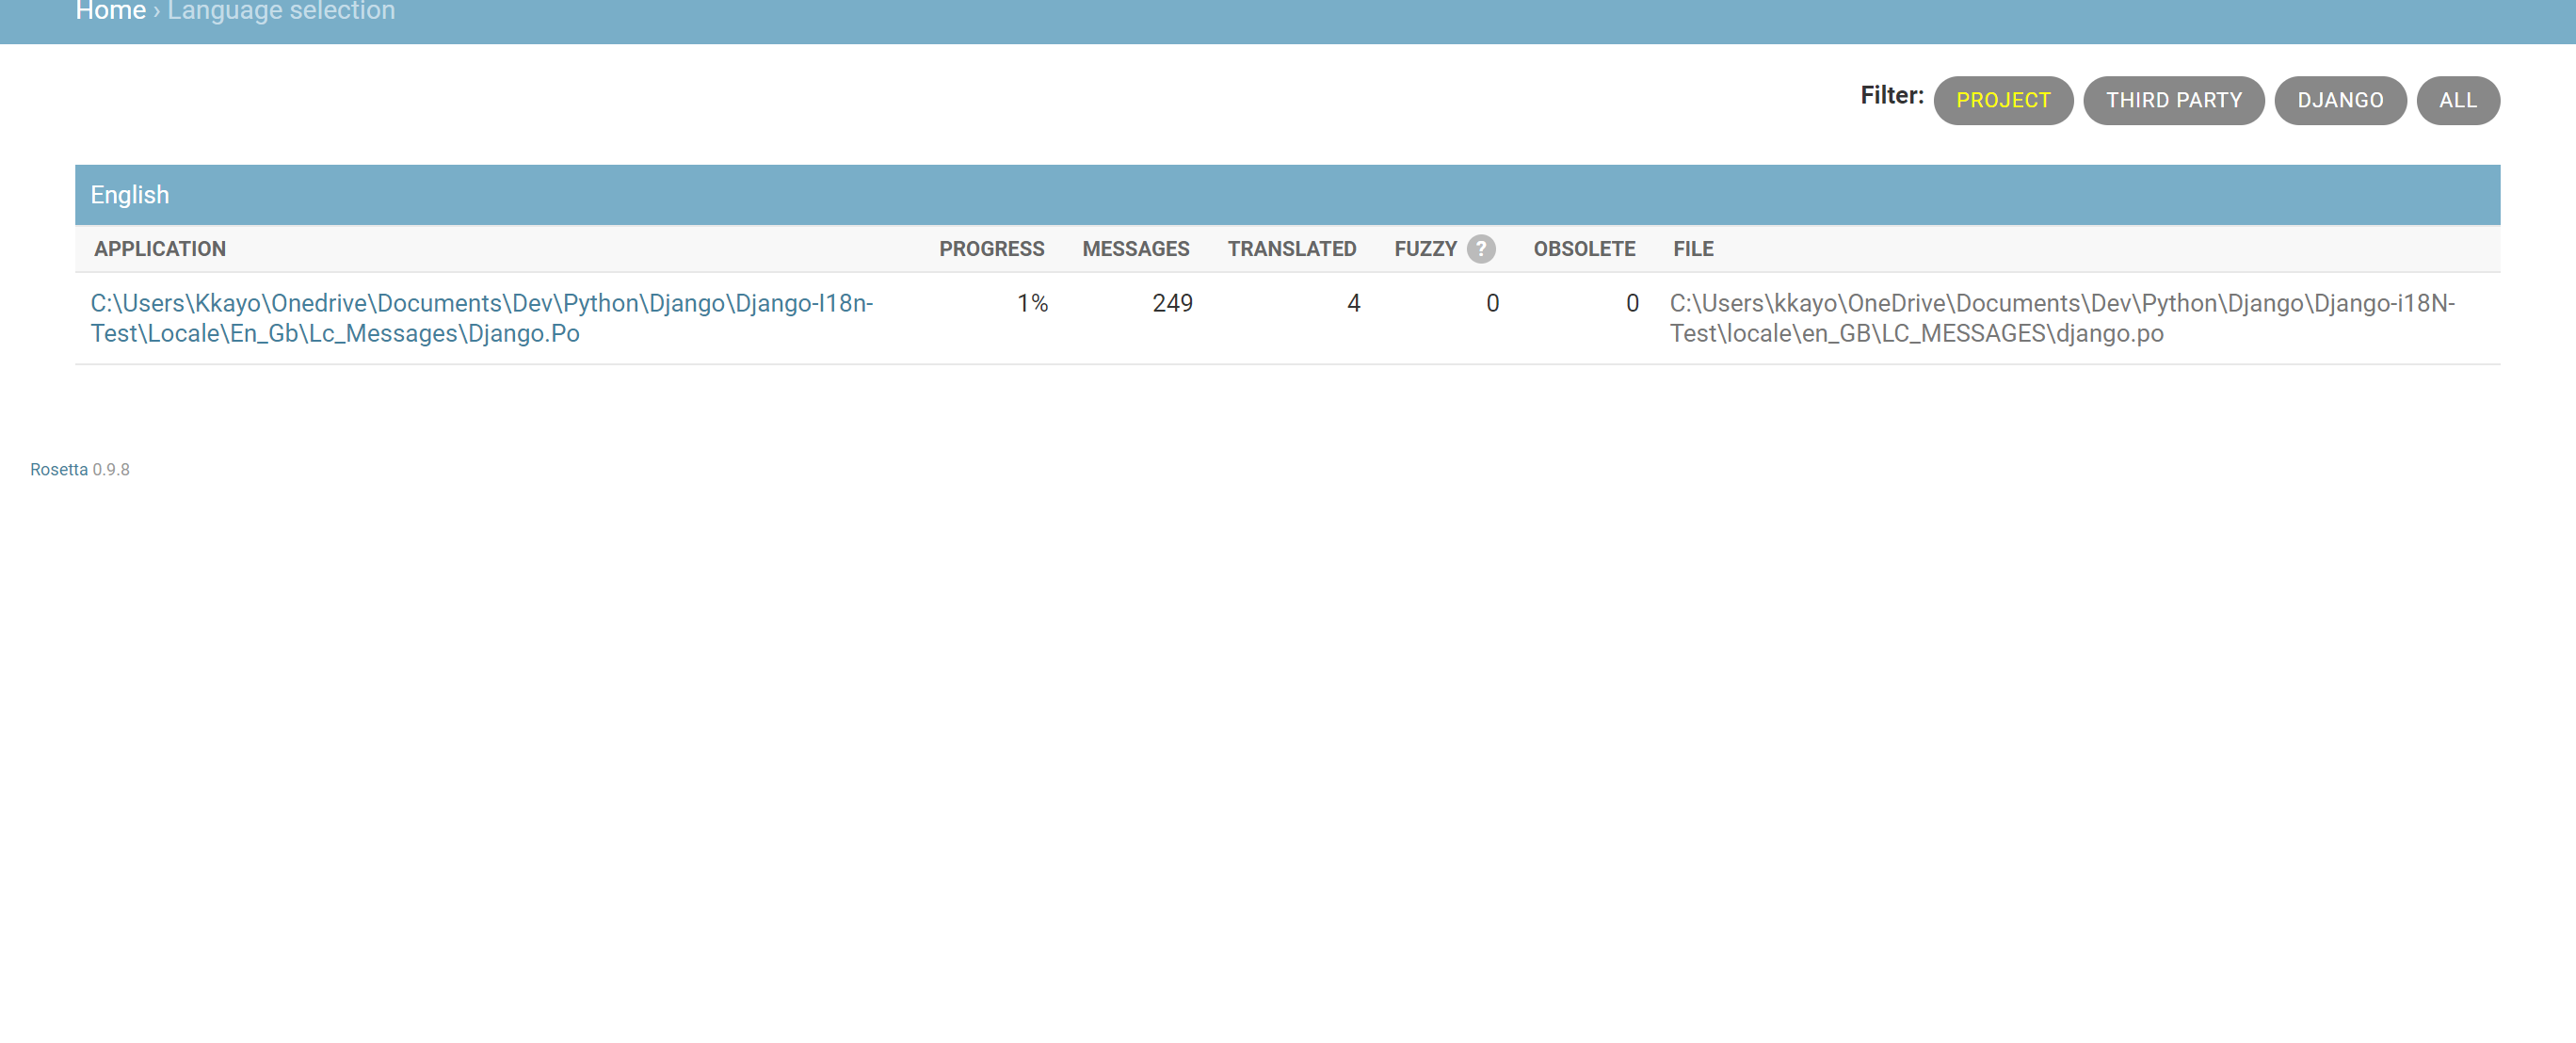 Home › Language selection
Filter: PROJECT THIRD PARTY DJANGO ALL
English
APPLICATION PROGRESS MESSAGES TRANSLATED FUZZY ? OBSOLETE FILE
C:\Users\Kkayo\Onedrive\Documents\Dev\Python\Django\Django-I18n- 1% 249 4 0 0 C:\Users\kkayo\OneDrive\Documents\Dev\Python\Django\Django-i18N-
Test\Locale\En_Gb\Lc_Messages\Django.Po Test\locale\en_GB\LC_MESSAGES\django.po
Rosetta 0.9.8